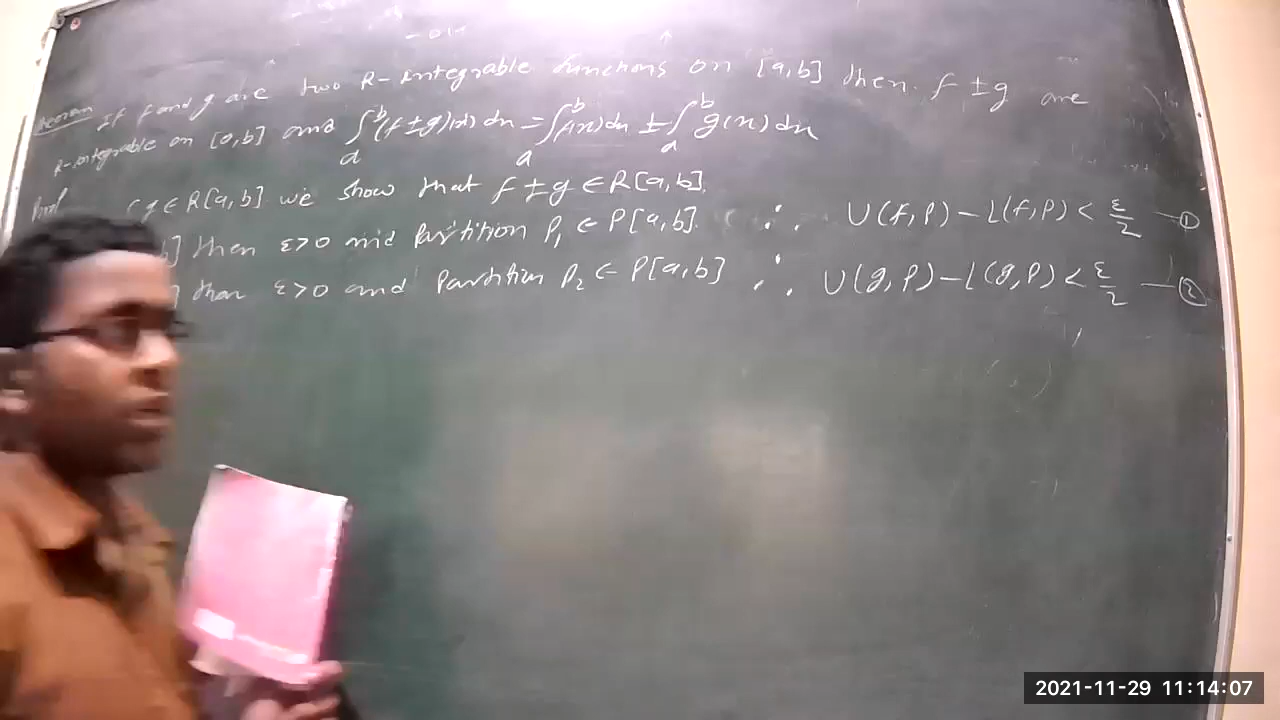 Theorem If f and g are two R-integrable functions on [a,b] then f ± g are
R-integrable on [a,b] and ∫_a^b (f±g)(x) dx = ∫_a^b f(x) dx ± ∫_a^b g(x) dx
Proof g ∈ R[a,b] we show that f ± g ∈ R[a,b].
b] then ε>0 and Partition P₁ ∈ P[a,b]. ∴ U(f,P) - L(f,P) < ε/2 —①
] then ε>0 and Partition P₂ ∈ P[a,b] ∴ U(g,P) - L(g,P) < ε/2 —②
2021-11-29 11:14:07